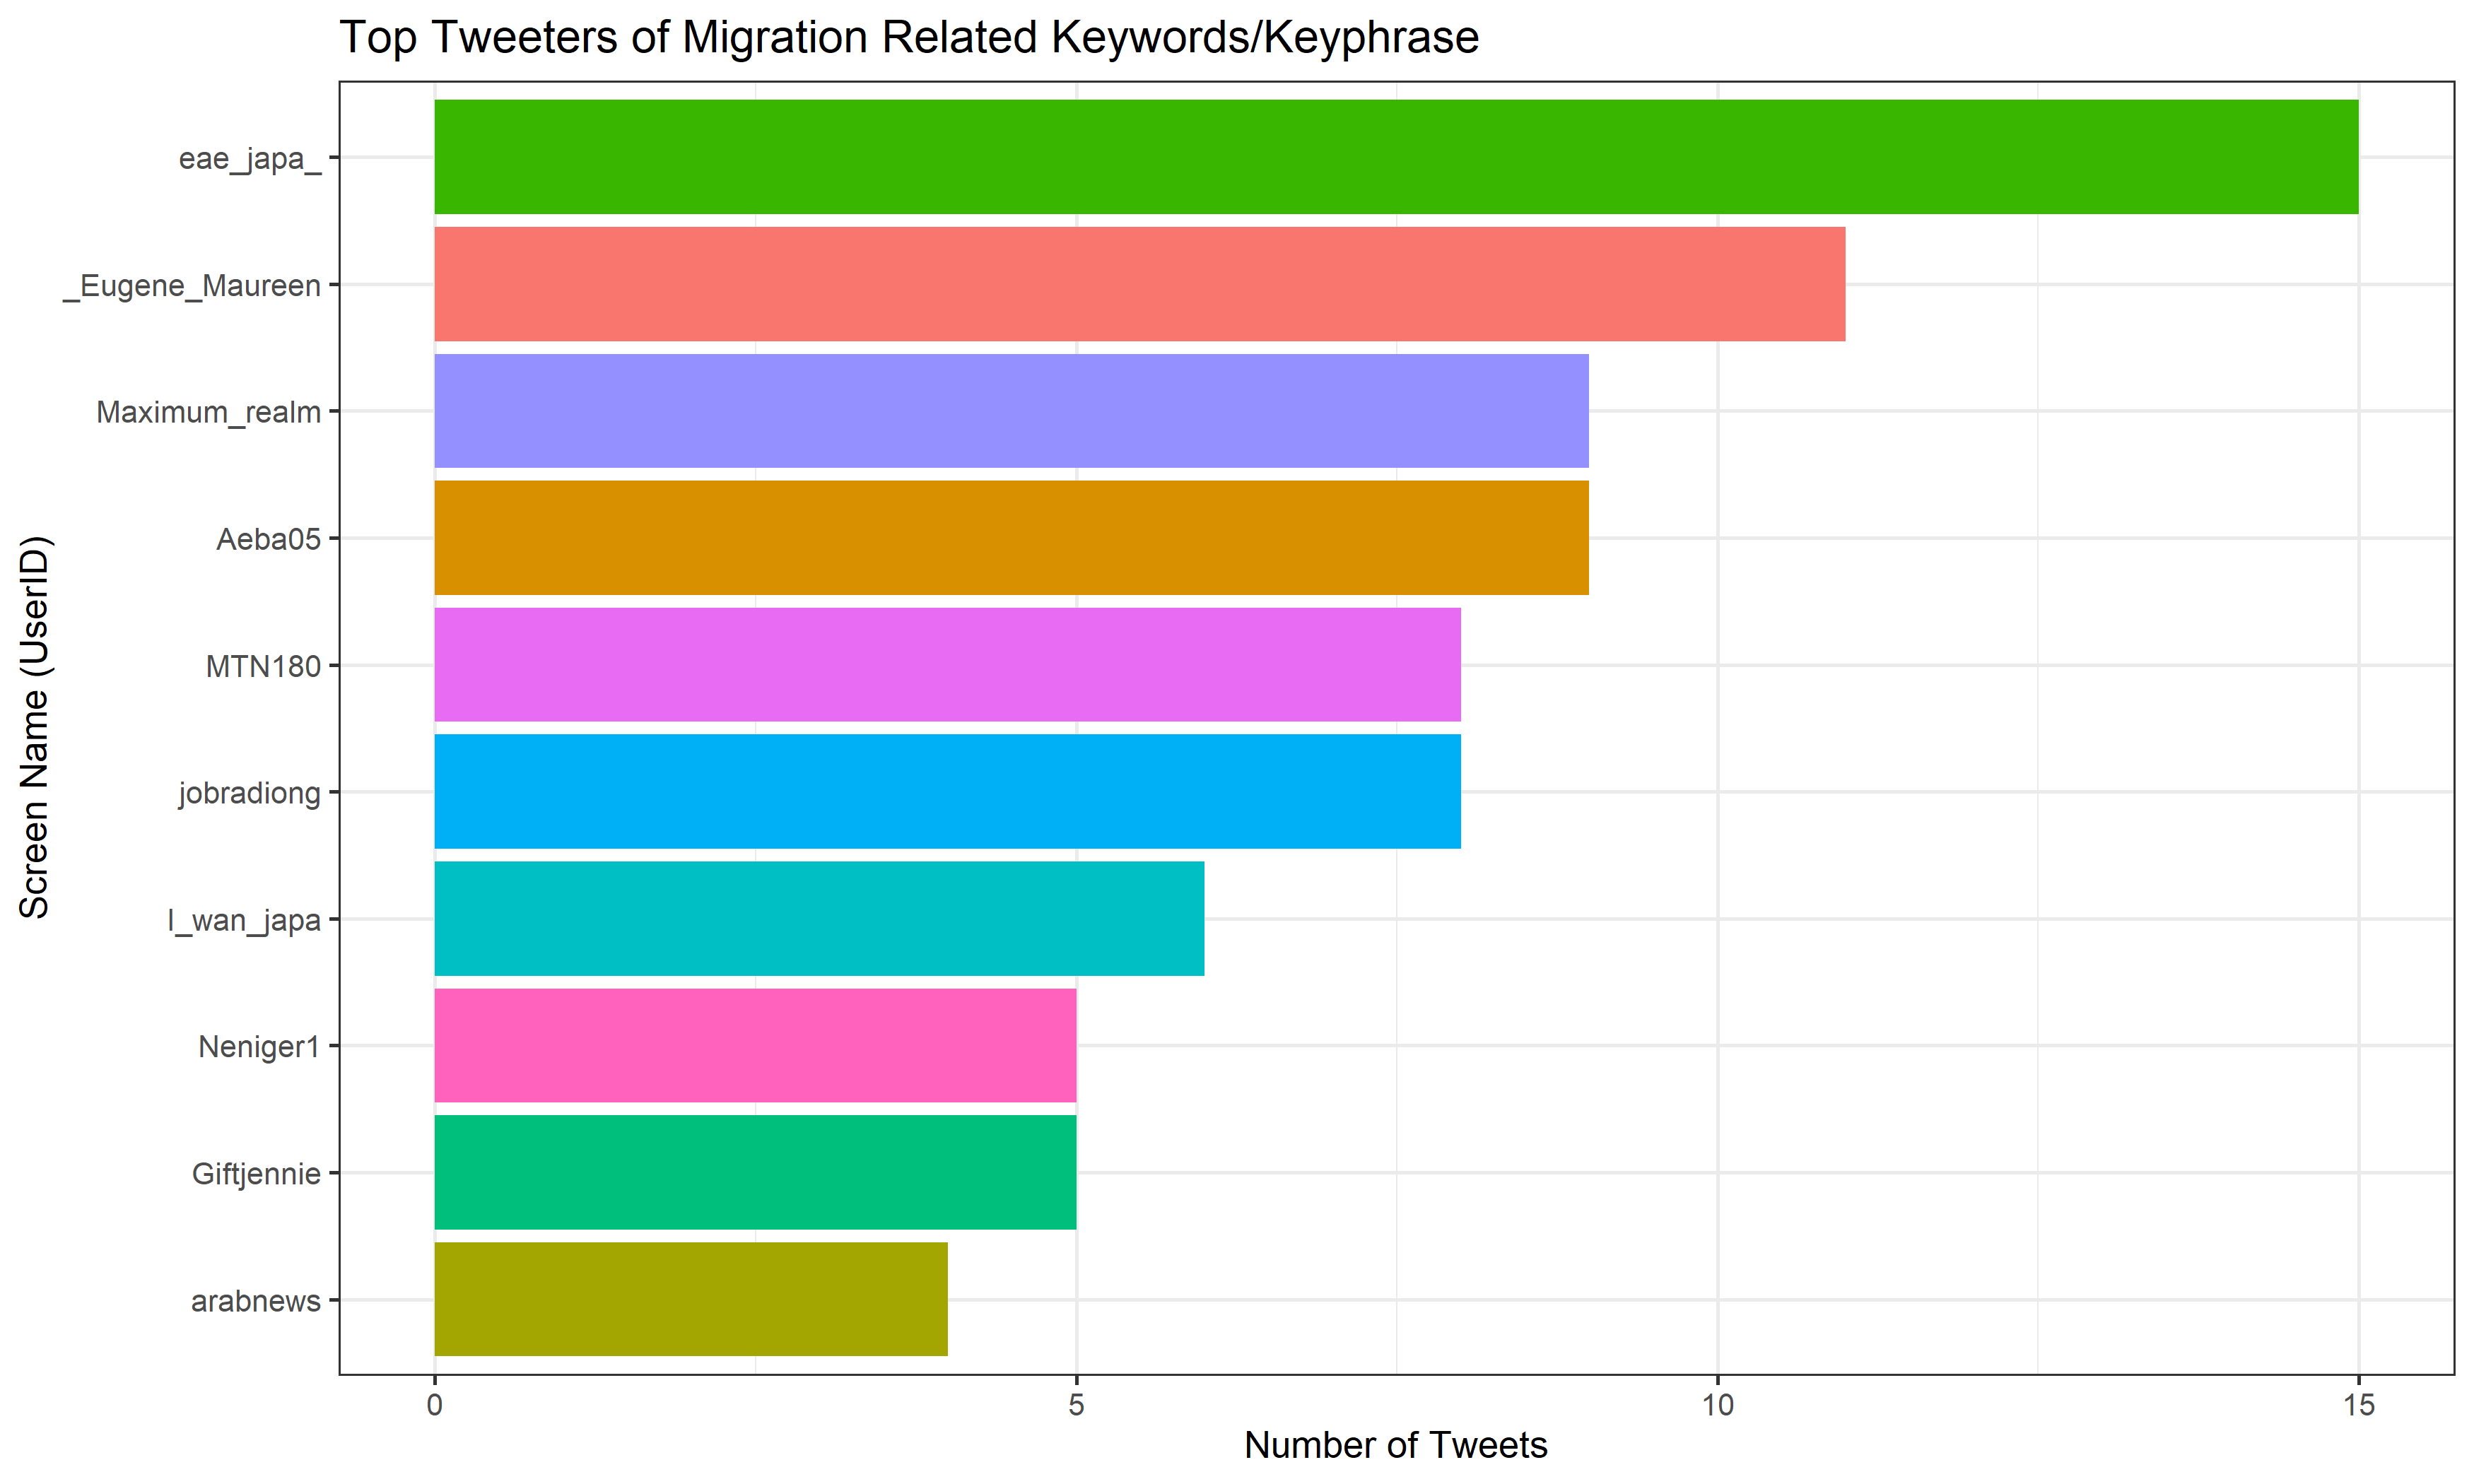 Top Tweeters of Migration Related Keywords/Keyphrase
Screen Name (UserID)
eae_japa_
_Eugene_Maureen
Maximum_realm
Aeba05
MTN180
jobradiong
I_wan_japa
Neniger1
Giftjennie
arabnews
0 5 10 15
Number of Tweets